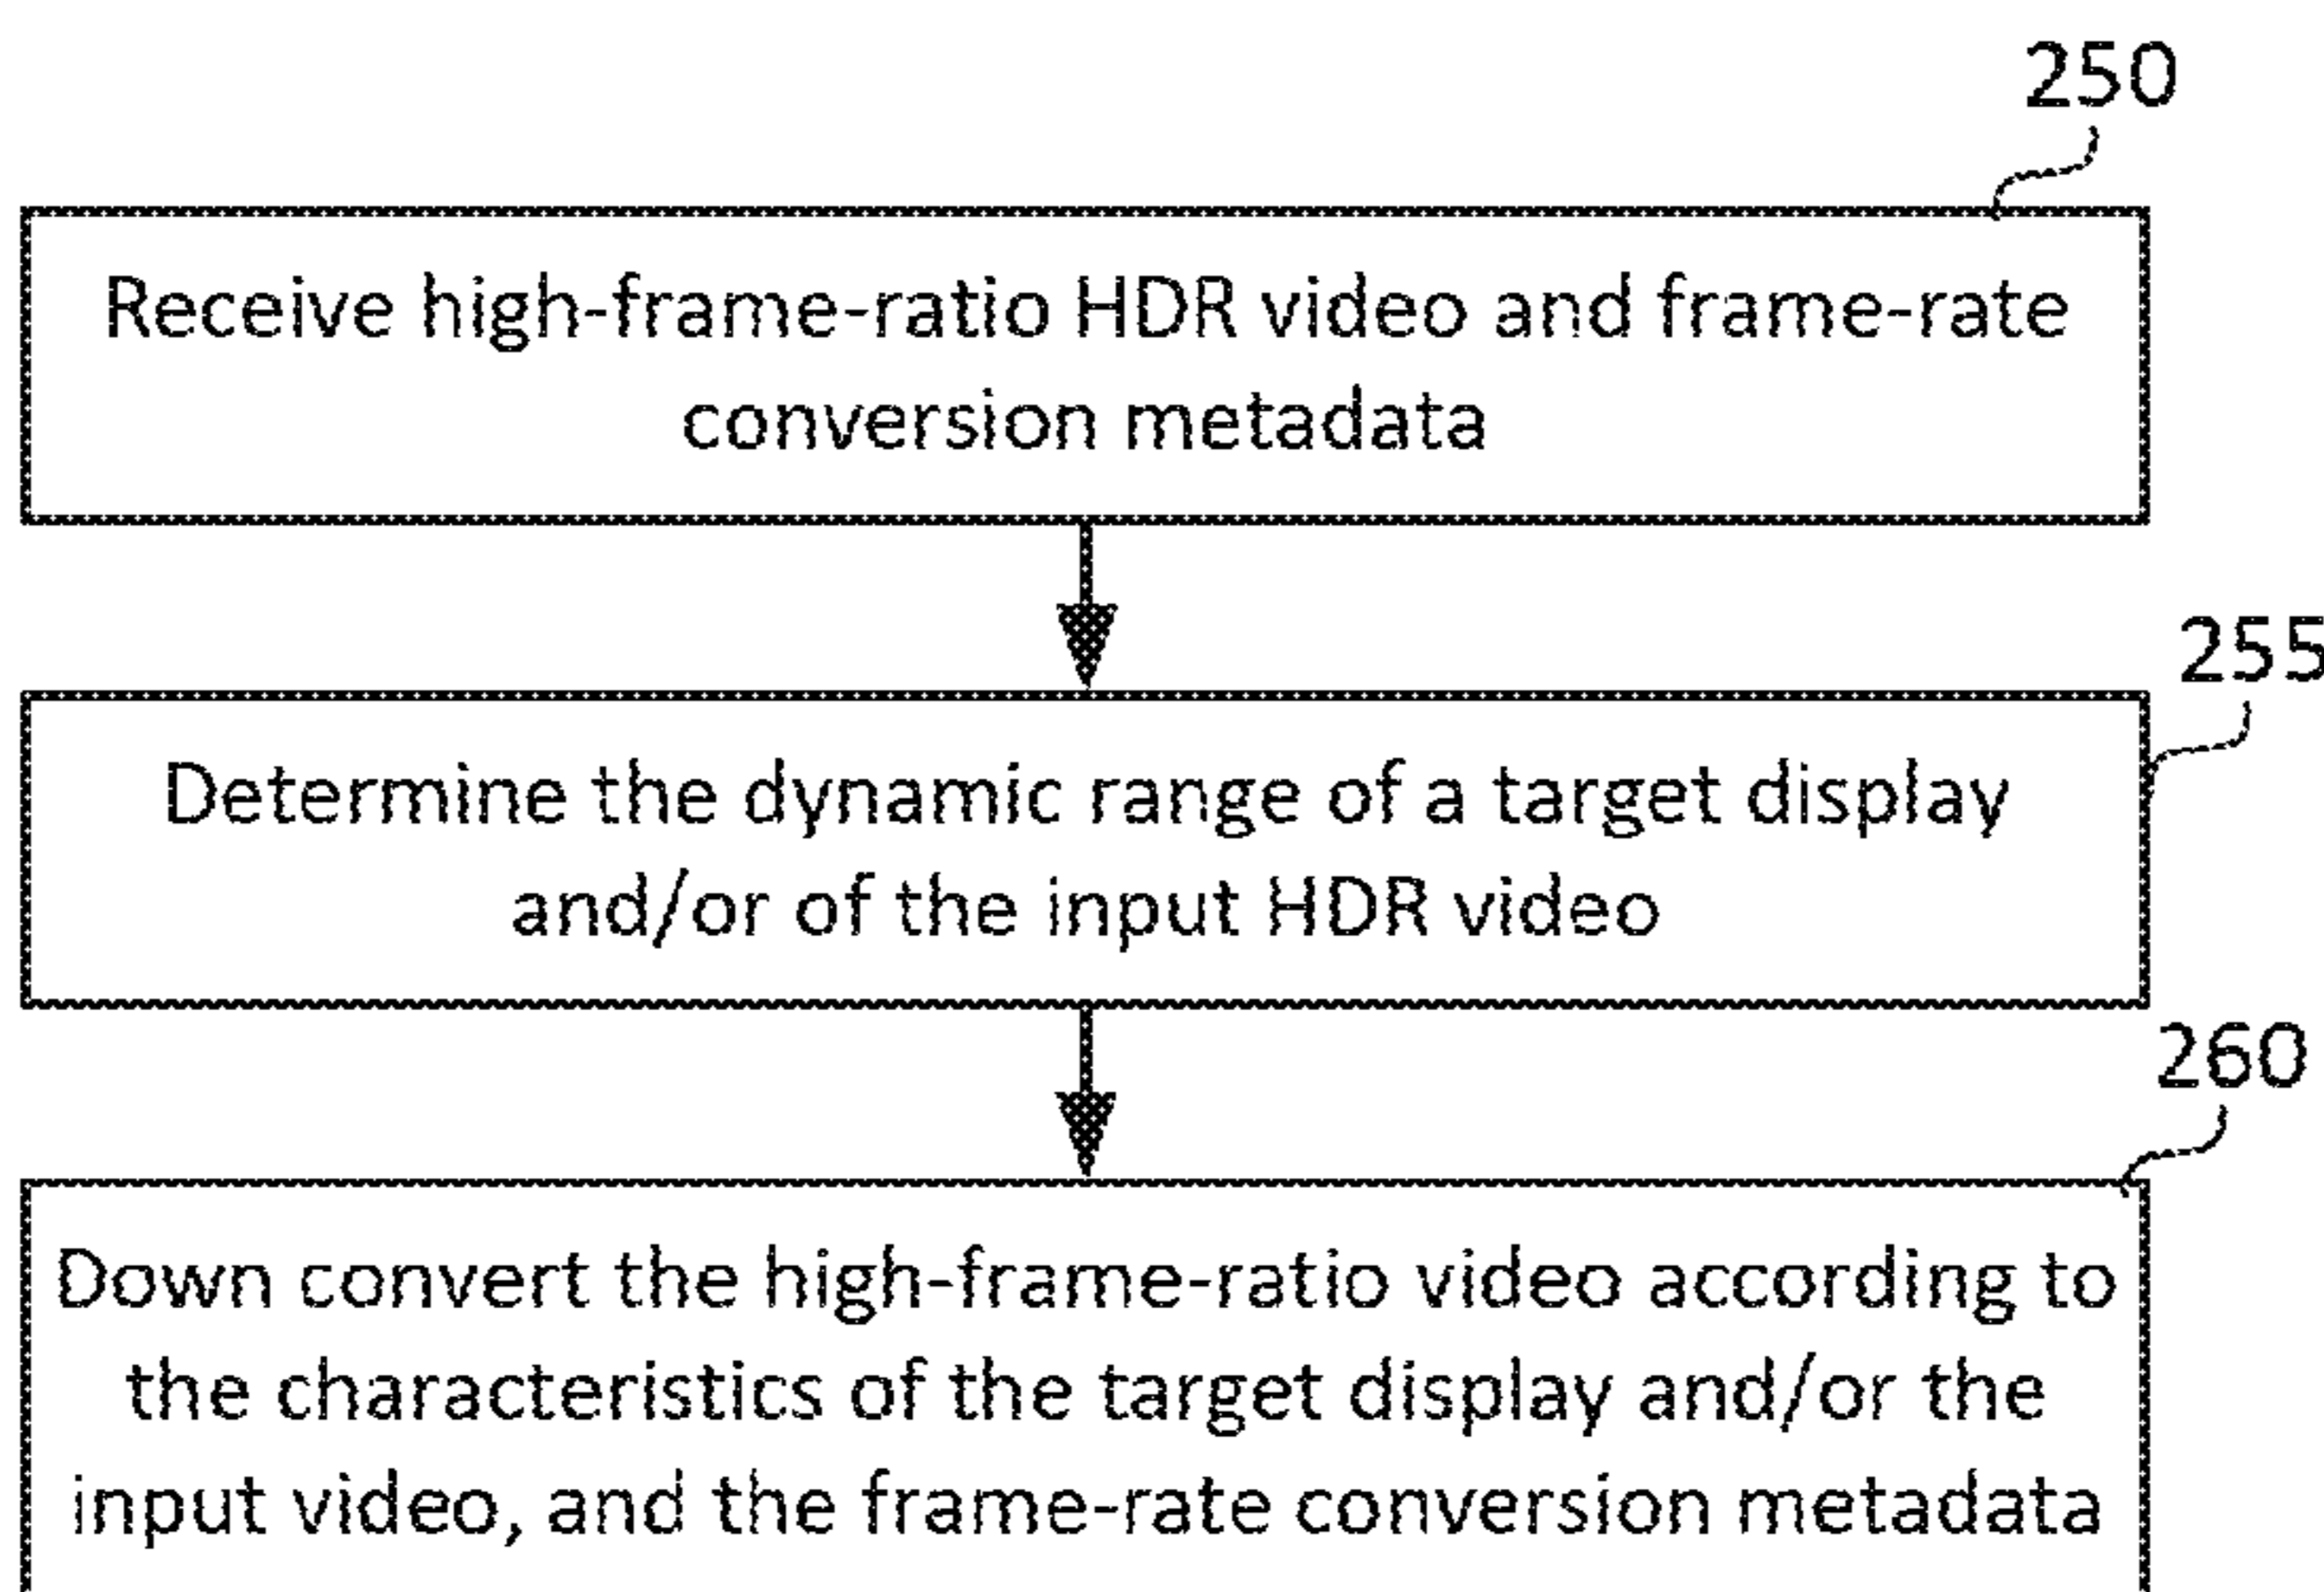 250
Receive high-frame-ratio HDR video and frame-rate
conversion metadata
255
Determine the dynamic range of a target display
and/or of the input HDR video
260
Down convert the high-frame-ratio video according to
the characteristics of the target display and/or the
input video, and the frame-rate conversion metadata